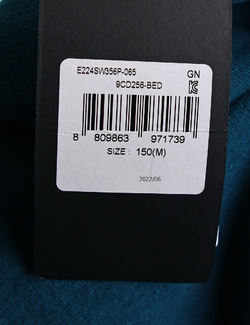 E224SW356P-065 GN
9CD256-BED
8 809863 971739
SIZE : 150(M)
2022/06